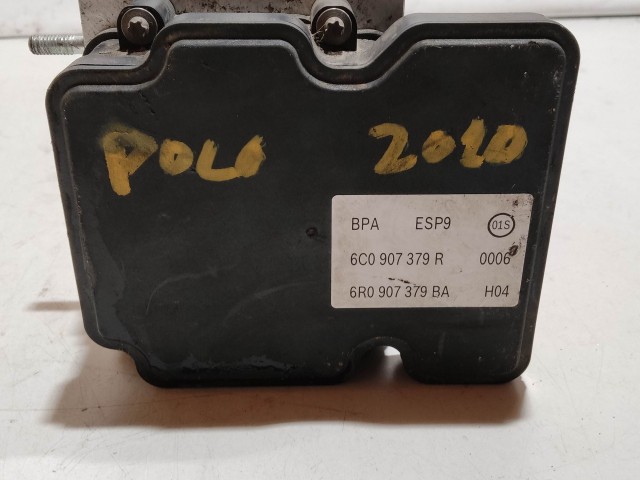 POLO 2010
BPA ESP9 01S
6C0 907 379 R 0006
6R0 907 379 BA H04